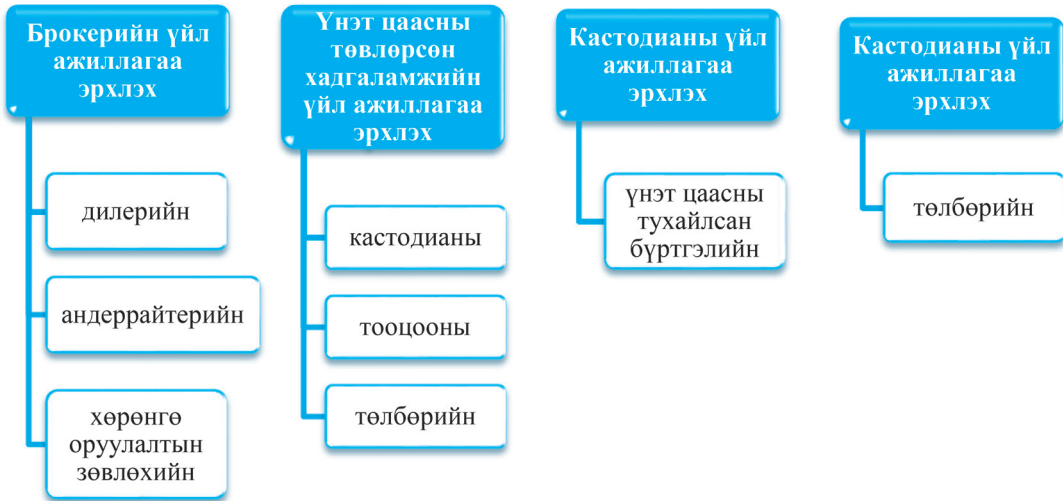 Брокерийн үйл
ажиллагаа
эрхлэх
дилерийн
андеррайтерийн
хөрөнгө
оруулалтын
зөвлөхийн
Үнэт цаасны
төвлөрсөн
хадгаламжийн
үйл ажиллагаа
эрхлэх
кастодианы
тооцооны
төлбөрийн
Кастодианы үйл
ажиллагаа
эрхлэх
үнэт цаасны
тухайлсан
бүртгэлийн
Кастодианы үйл
ажиллагаа
эрхлэх
төлбөрийн